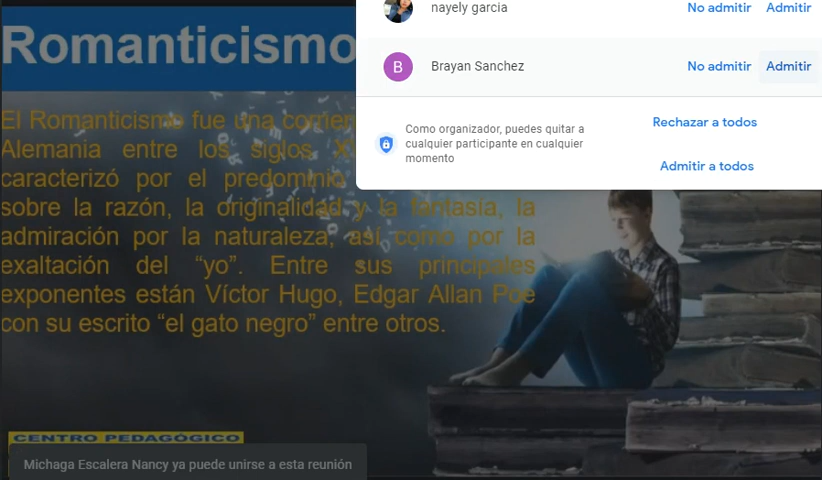 nayely garcia No admitir Admitir
Romanticismo
B Brayan Sanchez No admitir Admitir
Como organizador, puedes quitar a
cualquier participante en cualquier
momento
Rechazar a todos
Admitir a todos
El Romanticismo fue una
Alemania entre los siglos
caracterizó por el predominio
sobre la razón, la originalidad y la fantasía, la
admiración por la naturaleza, así como por la
exaltación del “yo”. Entre sus principales
exponentes están Víctor Hugo, Edgar Allan Poe
con su escrito “el gato negro” entre otros.
CENTRO PEDAGÓGICO
Michaga Escalera Nancy ya puede unirse a esta reunión